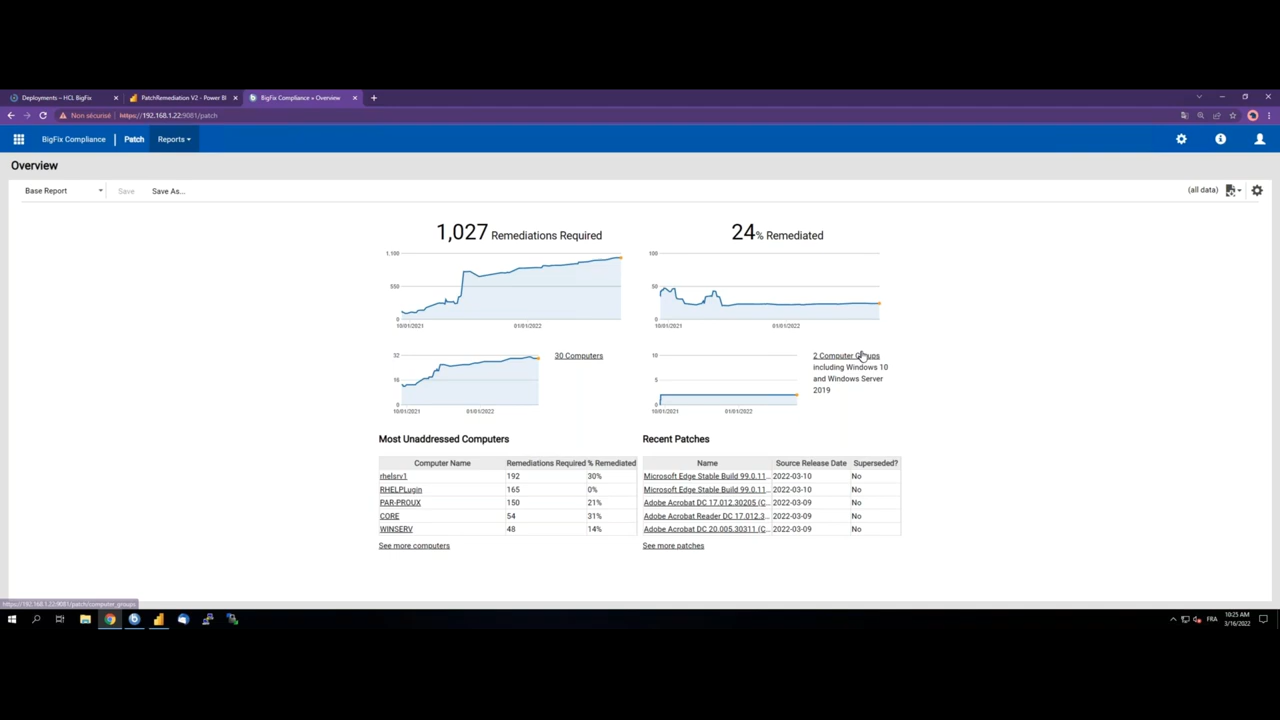 Deployments – HCL BigFix
PatchRemediation V2 - Power BI
BigFix Compliance • Overview
Non sécurisé
https://192.168.1.22:9081/patch
BigFix Compliance
Patch
Reports
Overview
Base Report
Save
Save As...
(all data)
1,027 Remediations Required
24% Remediated
1,100
550
0
10/01/2021
01/01/2022
100
50
0
10/01/2021
01/01/2022
32
16
0
10/01/2021
01/01/2022
30 Computers
10
5
0
10/01/2021
01/01/2022
2 Computer Groups
including Windows 10
and Windows Server
2019
Most Unaddressed Computers
Computer Name Remediations Required % Remediated
rhelsrv1 192 30%
RHELPLugin 165 0%
PAR-PROUX 150 21%
CORE 54 31%
WINSERV 48 14%
See more computers
Recent Patches
Name Source Release Date Superseded?
Microsoft Edge Stable Build 99.0.11... 2022-03-10 No
Microsoft Edge Stable Build 99.0.11... 2022-03-10 No
Adobe Acrobat DC 17.012.30205 (C... 2022-03-09 No
Adobe Acrobat Reader DC 17.012.3... 2022-03-09 No
Adobe Acrobat DC 20.005.30311 (C... 2022-03-09 No
See more patches
https://192.168.1.22:9081/patch/computer_groups
FRA
10:25 AM
3/16/2022